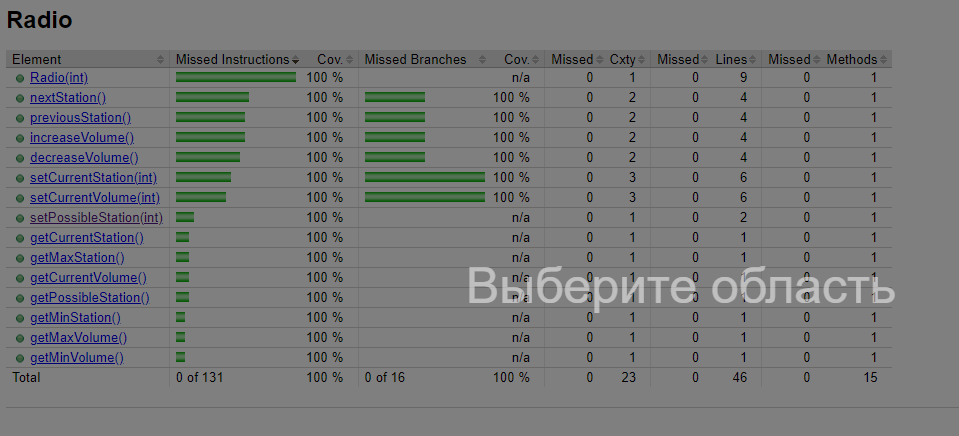 Radio
Element Missed Instructions Cov. Missed Branches Cov. Missed Cxty Missed Lines Missed Methods
Radio(int) 100 % n/a 0 1 0 9 0 1
nextStation() 100 % 100 % 0 2 0 4 0 1
previousStation() 100 % 100 % 0 2 0 4 0 1
increaseVolume() 100 % 100 % 0 2 0 4 0 1
decreaseVolume() 100 % 100 % 0 2 0 4 0 1
setCurrentStation(int) 100 % 100 % 0 3 0 6 0 1
setCurrentVolume(int) 100 % 100 % 0 3 0 6 0 1
setPossibleStation(int) 100 % n/a 0 1 0 2 0 1
getCurrentStation() 100 % n/a 0 1 0 1 0 1
getMaxStation() 100 % n/a 0 1 0 1 0 1
getCurrentVolume() 100 % n/a 0 1 0 1 0 1
Выберите область
getPossibleStation() 100 % n/a 0 1 0 1 0 1
getMinStation() 100 % n/a 0 1 0 1 0 1
getMaxVolume() 100 % n/a 0 1 0 1 0 1
getMinVolume() 100 % n/a 0 1 0 1 0 1
Total 0 of 131 100 % 0 of 16 100 % 0 23 0 46 0 15